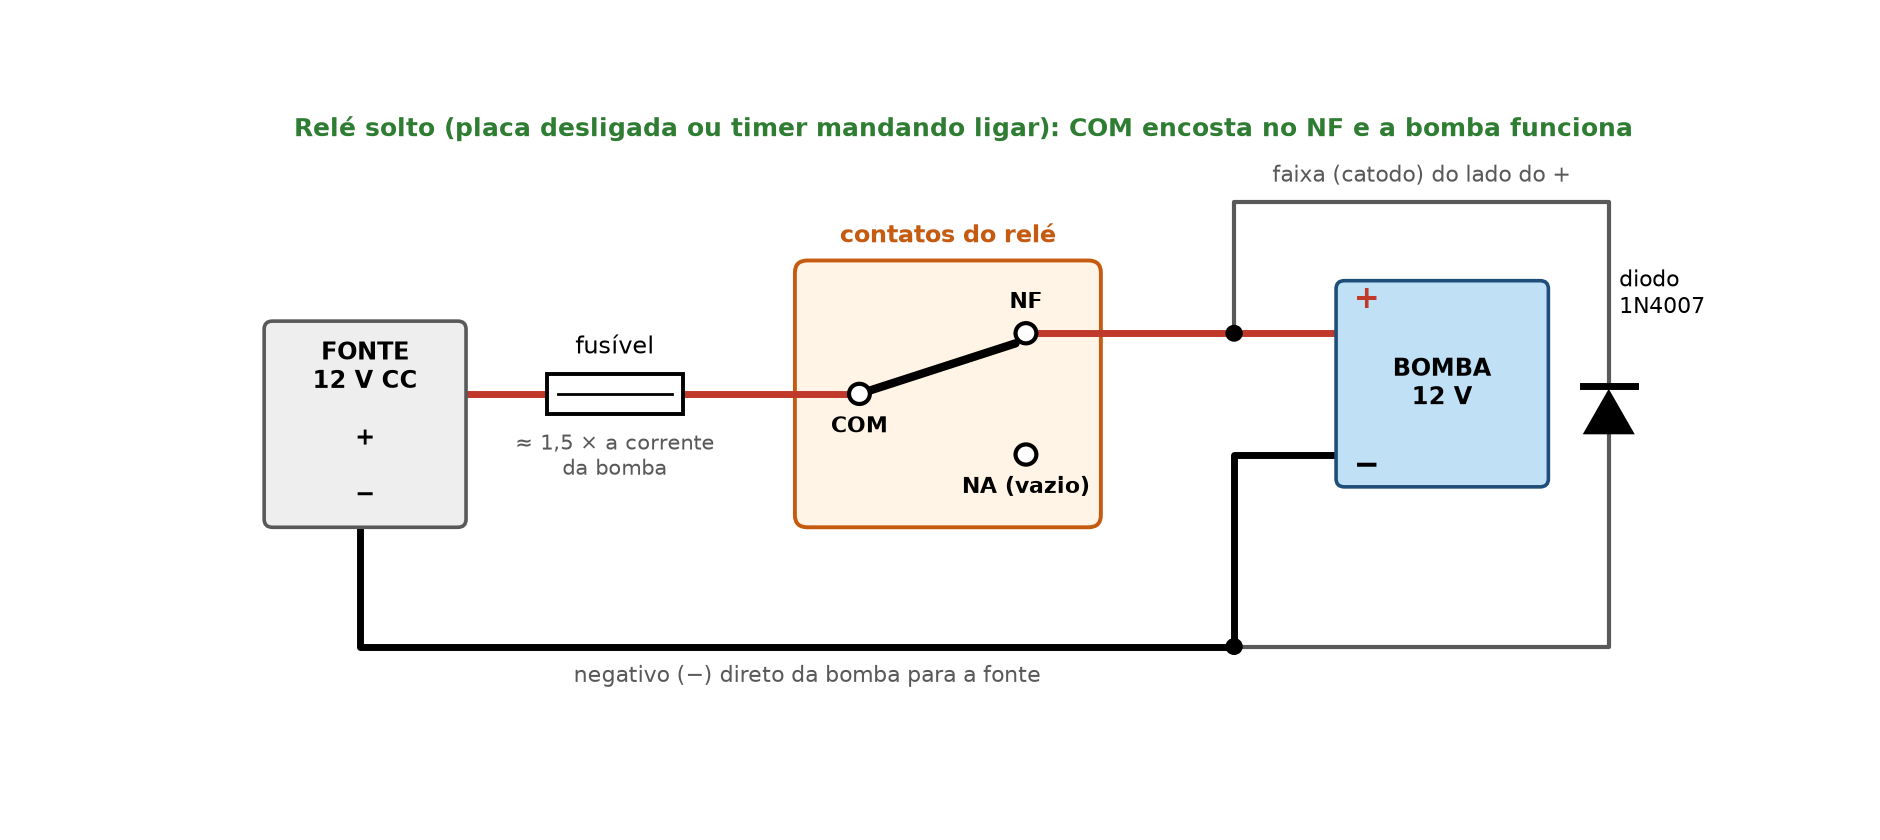 Relé solto (placa desligada ou timer mandando ligar): COM encosta no NF e a bomba funciona
faixa (catodo) do lado do +
contatos do relé
diodo
1N4007
NF
+
FONTE
12 V CC
+
−
fusível
BOMBA
12 V
COM
≈ 1,5 × a corrente
da bomba
−
NA (vazio)
negativo (−) direto da bomba para a fonte